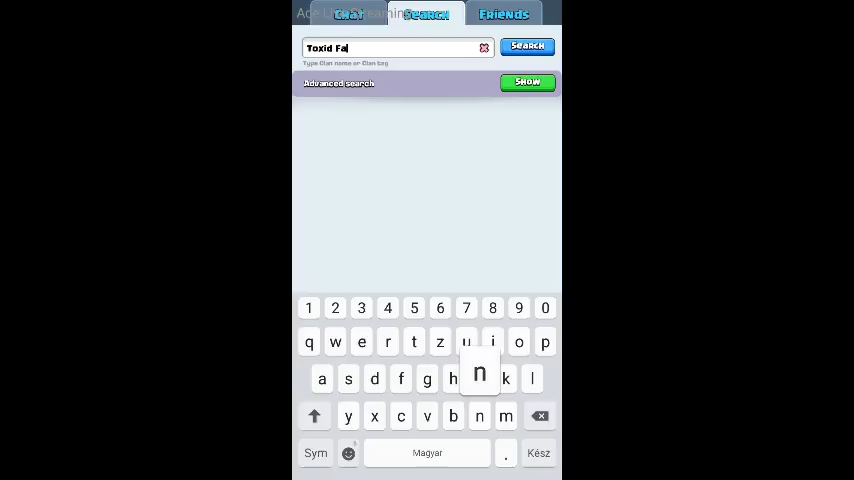 Chat Search Friends
Toxid Fa
Search
Type Clan name or Clan tag
Advanced search
Show
1 2 3 4 5 6 7 8 9 0
q w e r t z u i o p
a s d f g h n k l
y x c v b n m
Sym Magyar . Kész